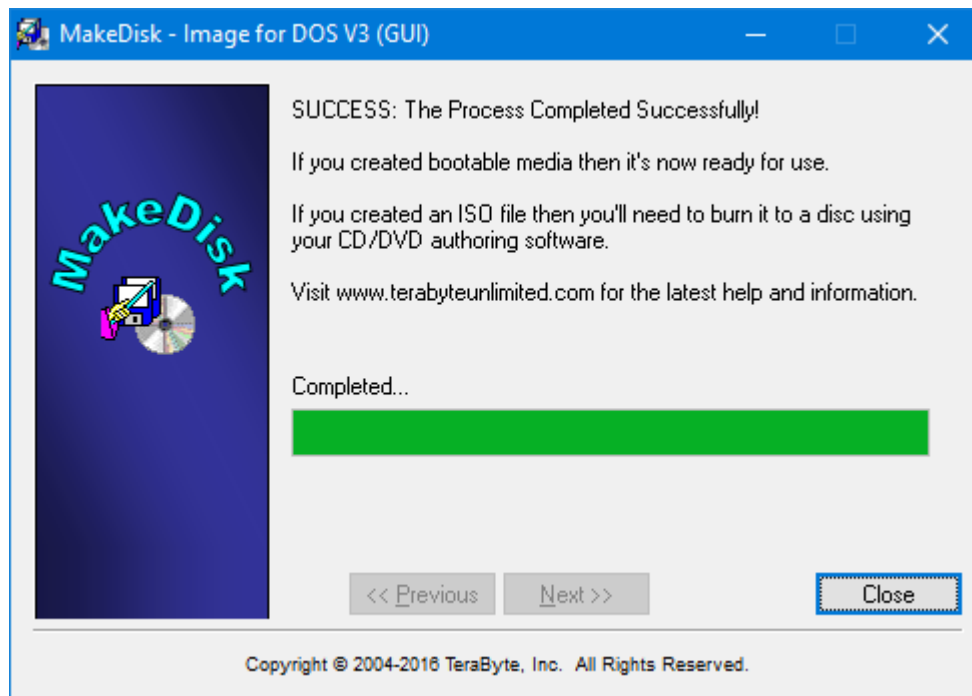 MakeDisk - Image for DOS V3 (GUI)
SUCCESS: The Process Completed Successfully!
If you created bootable media then it's now ready for use.
If you created an ISO file then you'll need to burn it to a disc using
your CD/DVD authoring software.
MakeDisk
Visit www.terabyteunlimited.com for the latest help and information.
Completed...
<< Previous
Next >>
Close
Copyright © 2004-2016 TeraByte, Inc. All Rights Reserved.